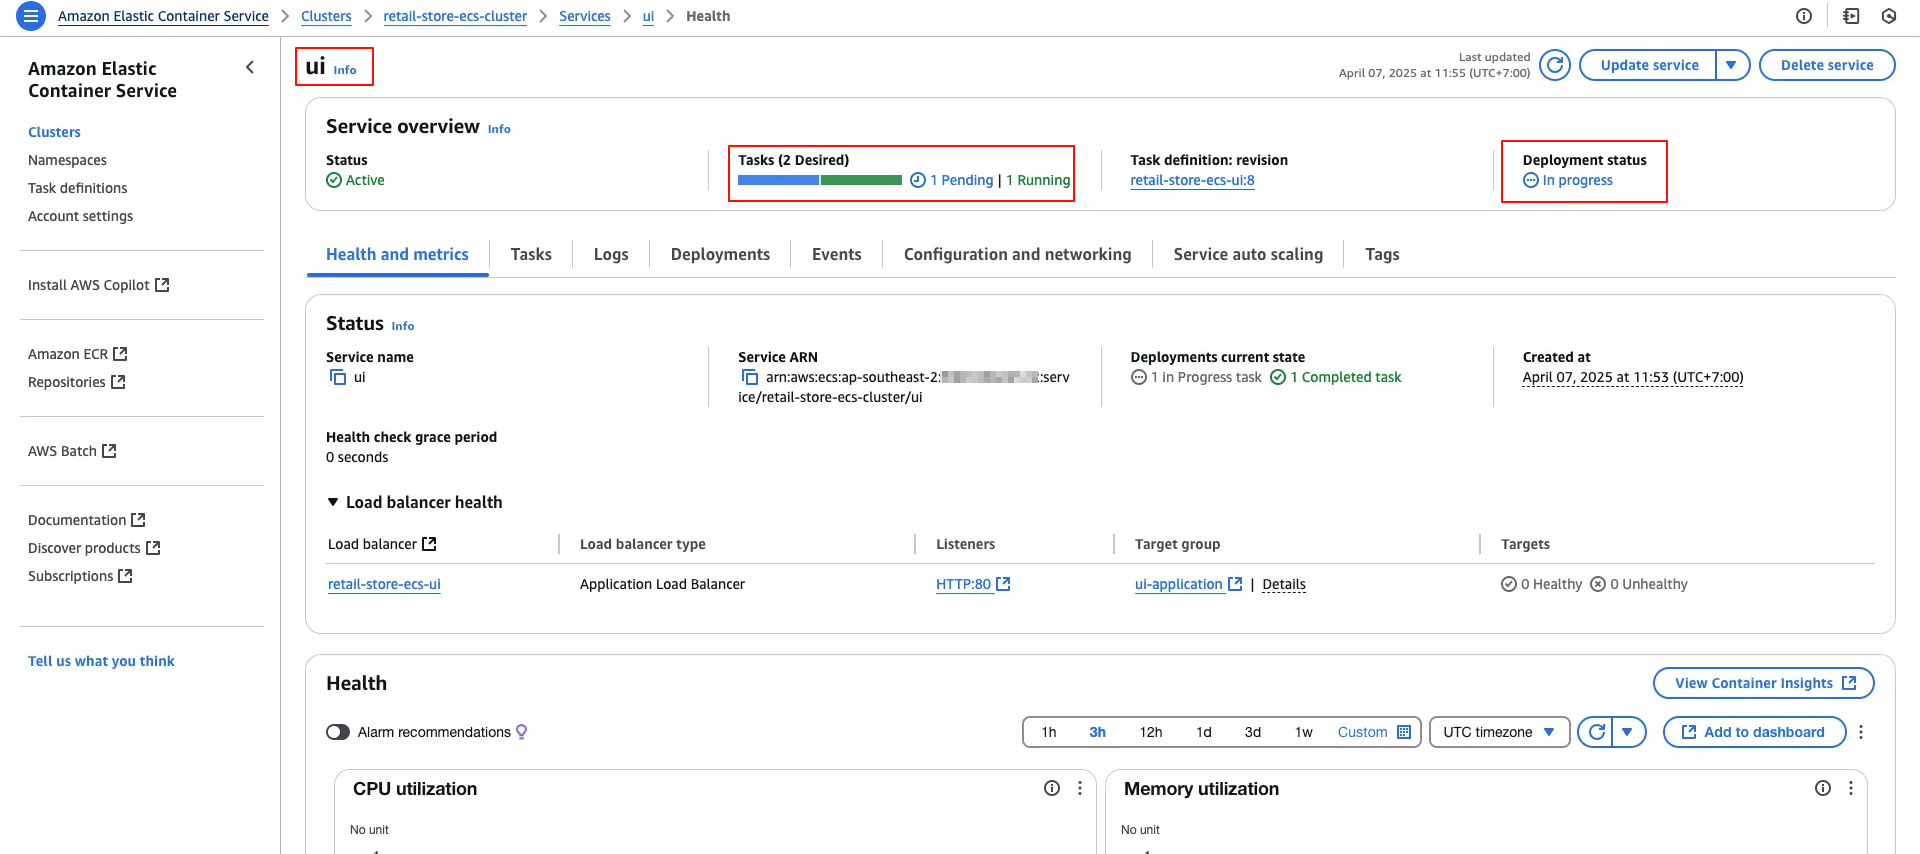 Amazon Elastic Container Service > Clusters > retail-store-ecs-cluster > Services > ui > Health
Amazon Elastic
Container Service
Clusters
Namespaces
Task definitions
Account settings
Install AWS Copilot
Amazon ECR
Repositories
AWS Batch
Documentation
Discover products
Subscriptions
Tell us what you think
ui Info
Last updated
April 07, 2025 at 11:55 (UTC+7:00)
Update service
Delete service
Service overview Info
Status
Active
Tasks (2 Desired)
1 Pending | 1 Running
Task definition: revision
retail-store-ecs-ui:8
Deployment status
In progress
Health and metrics
Tasks
Logs
Deployments
Events
Configuration and networking
Service auto scaling
Tags
Status Info
Service name
ui
Service ARN
arn:aws:ecs:ap-southeast-2: :serv
ice/retail-store-ecs-cluster/ui
Deployments current state
1 in Progress task 1 Completed task
Created at
April 07, 2025 at 11:53 (UTC+7:00)
Health check grace period
0 seconds
Load balancer health
Load balancer
Load balancer type
Listeners
Target group
Targets
retail-store-ecs-ui
Application Load Balancer
HTTP:80
ui-application | Details
0 Healthy 0 Unhealthy
Health
View Container Insights
Alarm recommendations
1h 3h 12h 1d 3d 1w Custom
UTC timezone
Add to dashboard
CPU utilization
No unit
Memory utilization
No unit